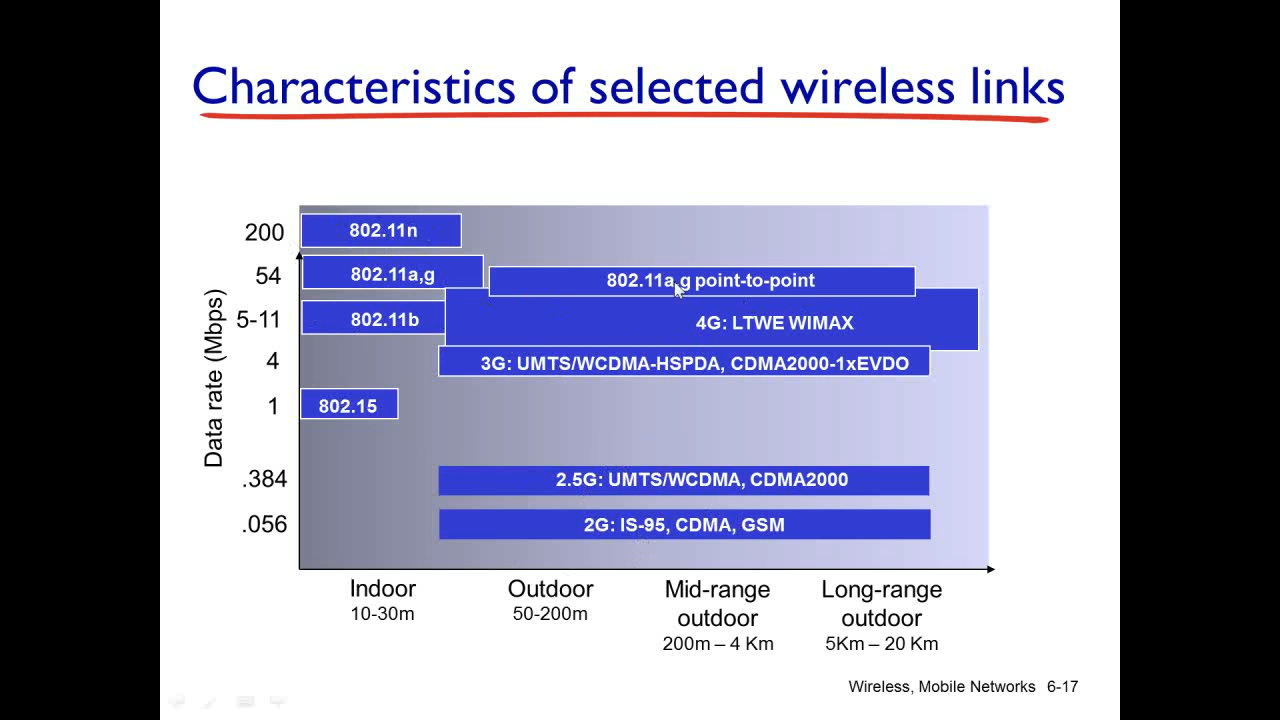 Characteristics of selected wireless links
200
802.11n
54
802.11a,g
802.11a,g point-to-point
5-11
802.11b
4G: LTWE WIMAX
4
3G: UMTS/WCDMA-HSPDA, CDMA2000-1xEVDO
1
802.15
.384
2.5G: UMTS/WCDMA, CDMA2000
.056
2G: IS-95, CDMA, GSM
Data rate (Mbps)
Indoor
10-30m
Outdoor
50-200m
Mid-range
outdoor
200m – 4 Km
Long-range
outdoor
5Km – 20 Km
Wireless, Mobile Networks 6-17